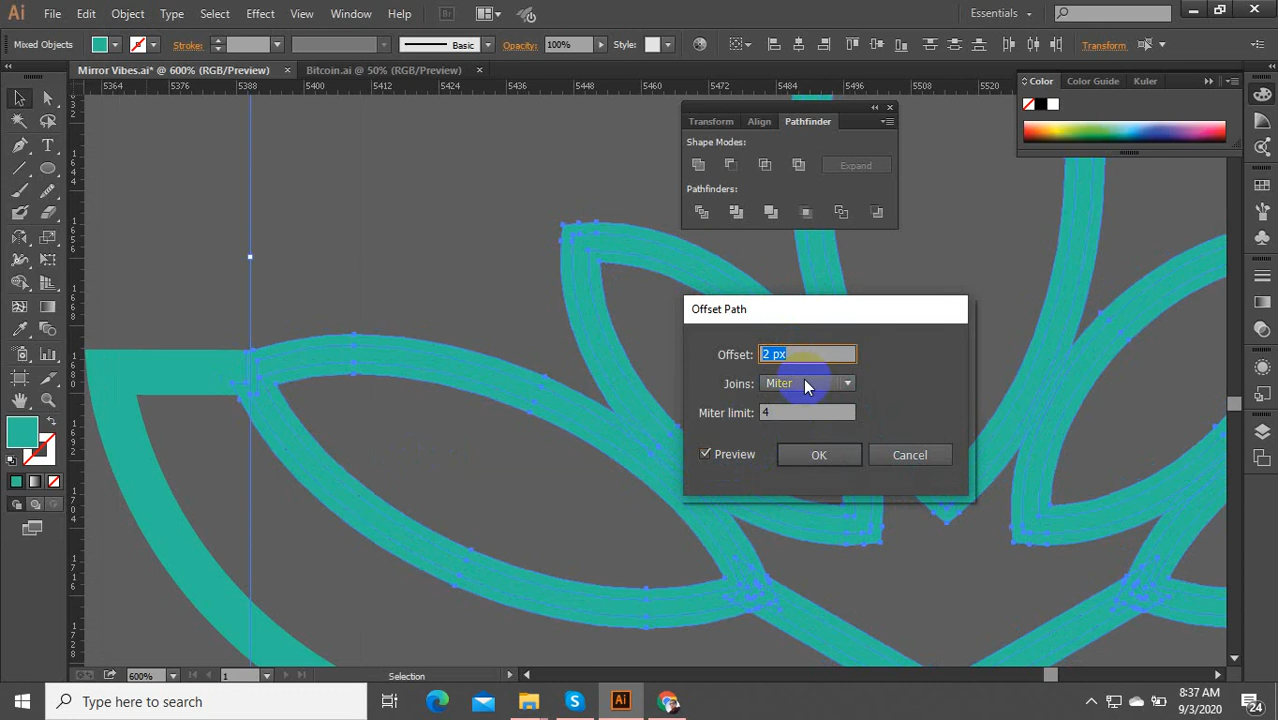 Ai File Edit Object Type Select Effect View Window Help Br Essentials
Mixed Objects Stroke: Basic Opacity: 100% Style: Transform
Mirror Vibes.ai* @ 600% (RGB/Preview) × Bitcoin.ai @ 50% (RGB/Preview) ×
5364 5376 5388 5400 5412 5424 5436 5448 5460 5472 5484 5496 5508 5520
Color Color Guide Kuler
Transform Align Pathfinder
Shape Modes:
Expand
Pathfinders:
Offset Path
Offset: 2 px
Joins: Miter
Miter limit: 4
Preview OK Cancel
600% 1 Selection
Type here to search
S Ai
8:37 AM
9/3/2020
24